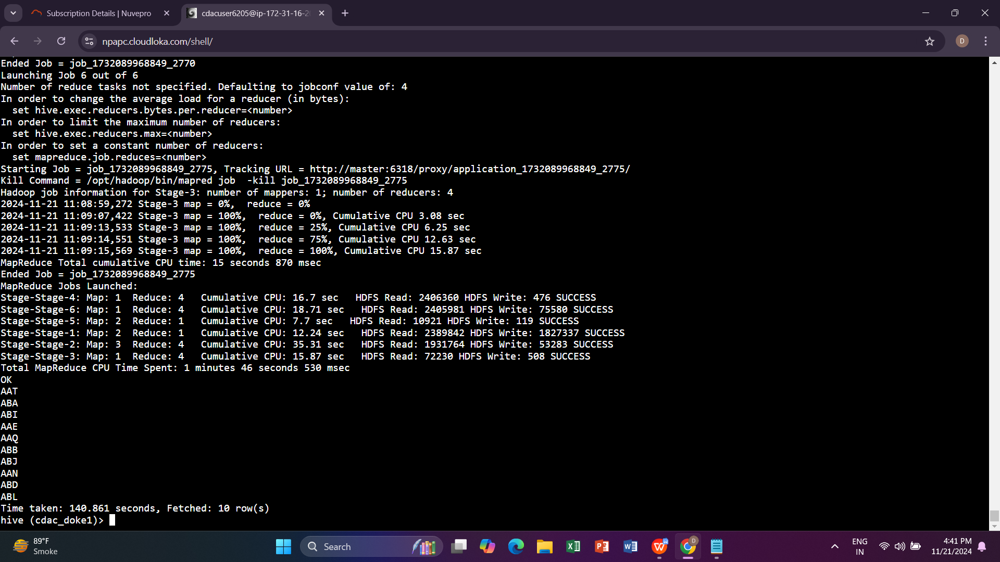 Subscription Details | Nuvepro
cdacuser6205@ip-172-31-16-2
npapc.cloudloka.com/shell/
D
Ended Job = job_1732089968849_2770
Launching Job 6 out of 6
Number of reduce tasks not specified. Defaulting to jobconf value of: 4
In order to change the average load for a reducer (in bytes):
  set hive.exec.reducers.bytes.per.reducer=<number>
In order to limit the maximum number of reducers:
  set hive.exec.reducers.max=<number>
In order to set a constant number of reducers:
  set mapreduce.job.reduces=<number>
Starting Job = job_1732089968849_2775, Tracking URL = http://master:6318/proxy/application_1732089968849_2775/
Kill Command = /opt/hadoop/bin/mapred job  -kill job_1732089968849_2775
Hadoop job information for Stage-3: number of mappers: 1; number of reducers: 4
2024-11-21 11:08:59,272 Stage-3 map = 0%,  reduce = 0%
2024-11-21 11:09:07,422 Stage-3 map = 100%,  reduce = 0%, Cumulative CPU 3.08 sec
2024-11-21 11:09:13,533 Stage-3 map = 100%,  reduce = 25%, Cumulative CPU 6.25 sec
2024-11-21 11:09:14,551 Stage-3 map = 100%,  reduce = 75%, Cumulative CPU 12.63 sec
2024-11-21 11:09:15,569 Stage-3 map = 100%,  reduce = 100%, Cumulative CPU 15.87 sec
MapReduce Total cumulative CPU time: 15 seconds 870 msec
Ended Job = job_1732089968849_2775
MapReduce Jobs Launched:
Stage-Stage-4: Map: 1  Reduce: 4   Cumulative CPU: 16.7 sec   HDFS Read: 2406360 HDFS Write: 476 SUCCESS
Stage-Stage-6: Map: 1  Reduce: 4   Cumulative CPU: 18.71 sec   HDFS Read: 2405981 HDFS Write: 75580 SUCCESS
Stage-Stage-5: Map: 2  Reduce: 1   Cumulative CPU: 7.7 sec   HDFS Read: 10921 HDFS Write: 119 SUCCESS
Stage-Stage-1: Map: 2  Reduce: 1   Cumulative CPU: 12.24 sec   HDFS Read: 2389842 HDFS Write: 1827337 SUCCESS
Stage-Stage-2: Map: 3  Reduce: 4   Cumulative CPU: 35.31 sec   HDFS Read: 1931764 HDFS Write: 53283 SUCCESS
Stage-Stage-3: Map: 1  Reduce: 4   Cumulative CPU: 15.87 sec   HDFS Read: 72230 HDFS Write: 508 SUCCESS
Total MapReduce CPU Time Spent: 1 minutes 46 seconds 530 msec
OK
AAT
ABA
ABI
AAE
AAQ
ABB
ABJ
AAN
ABD
ABL
Time taken: 140.861 seconds, Fetched: 10 row(s)
hive (cdac_doke1)>
89°F
Smoke
Search
ENG
IN
4:41 PM
11/21/2024